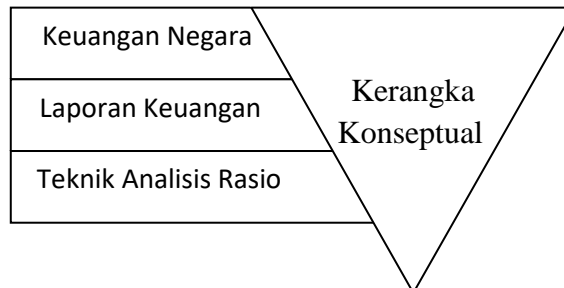 Keuangan Negara
Laporan Keuangan
Teknik Analisis Rasio
Kerangka
Konseptual